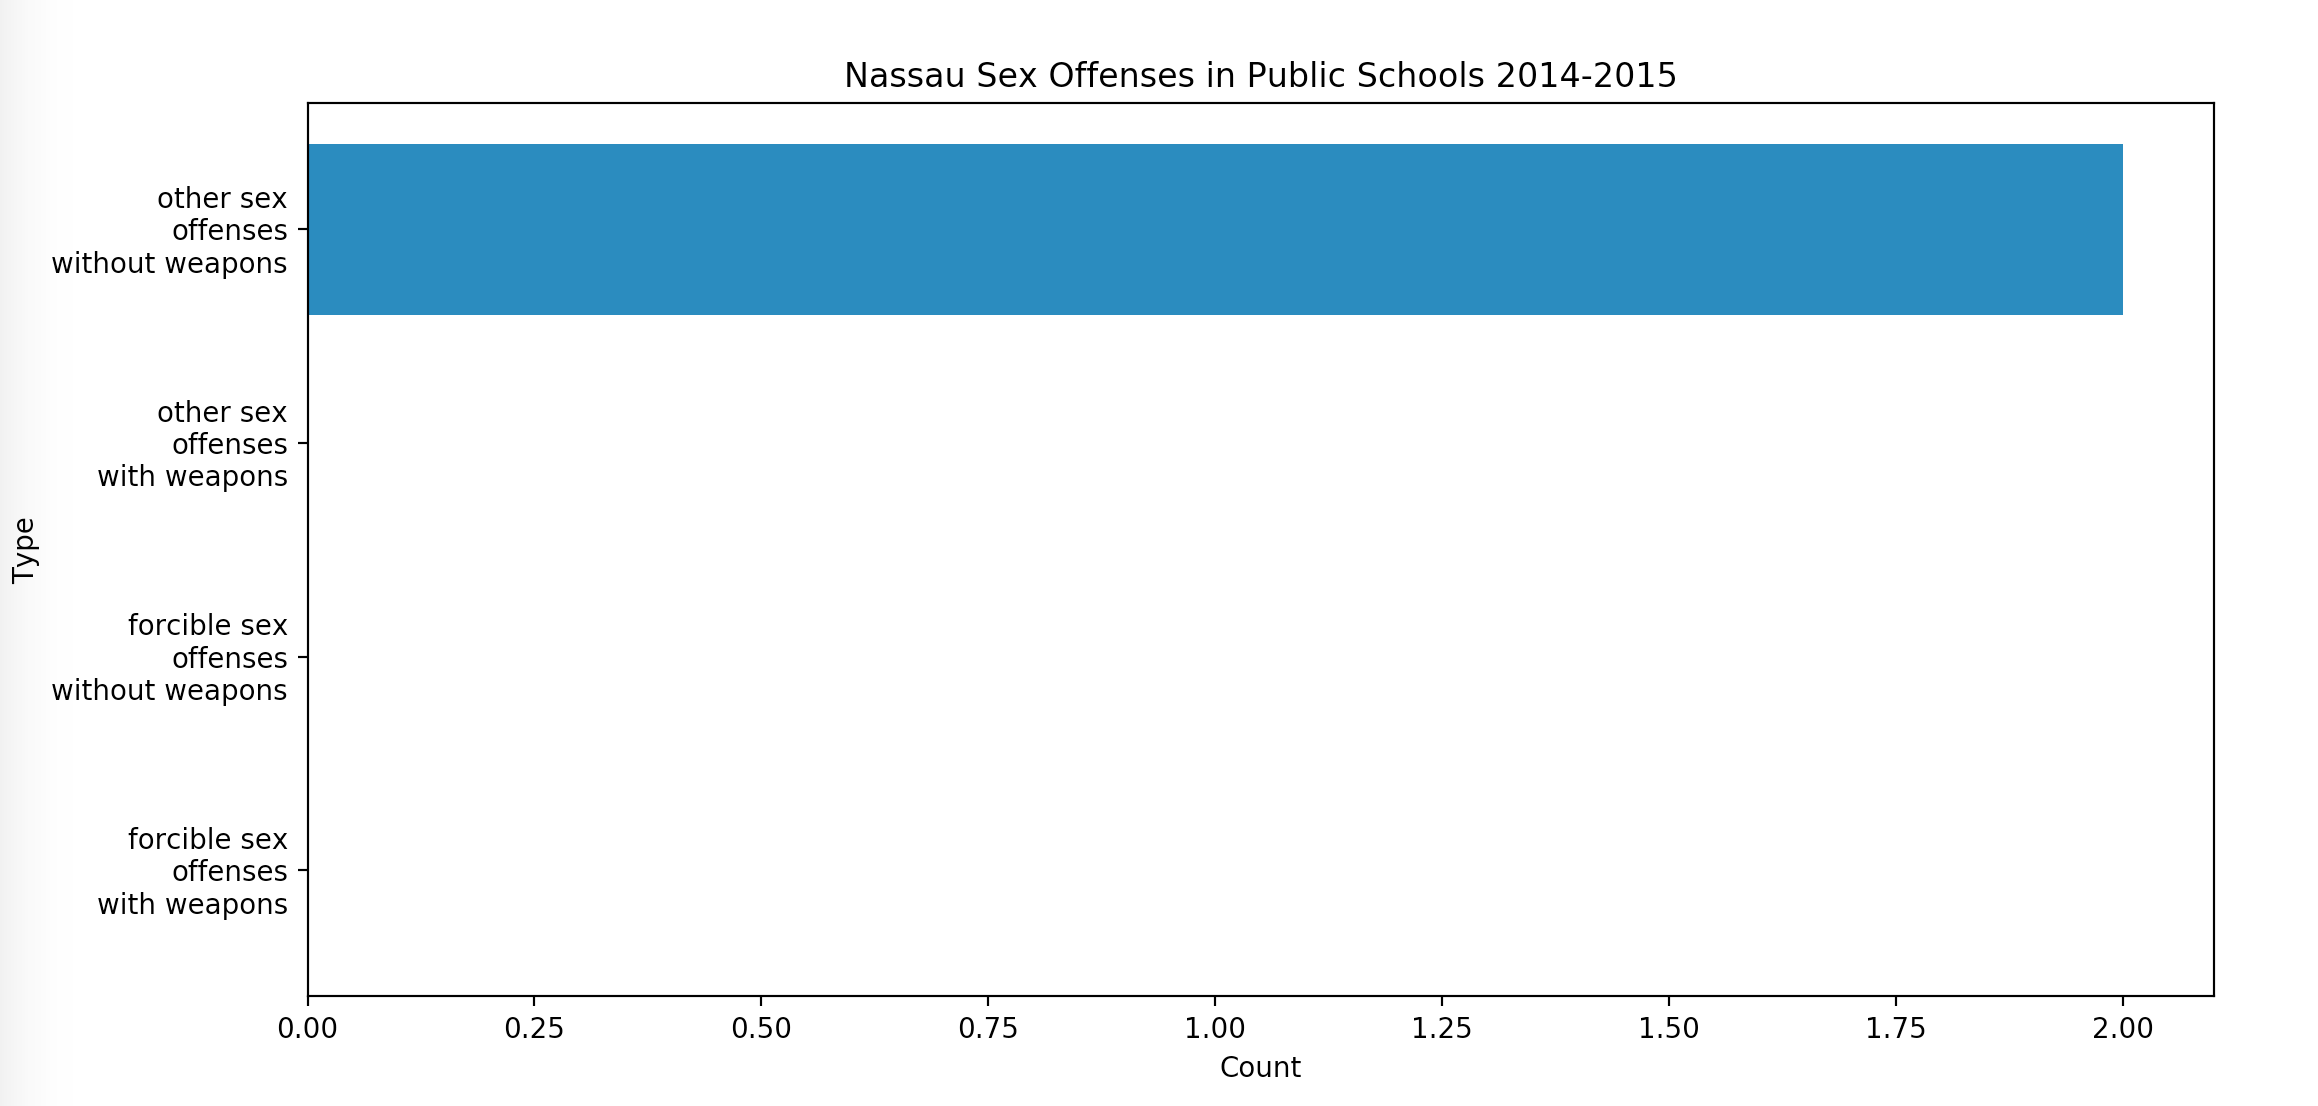 Nassau Sex Offenses in Public Schools 2014-2015
other sex
offenses
without weapons
other sex
offenses
with weapons
Type
forcible sex
offenses
without weapons
forcible sex
offenses
with weapons
0.00 0.25 0.50 0.75 1.00 1.25 1.50 1.75 2.00
Count